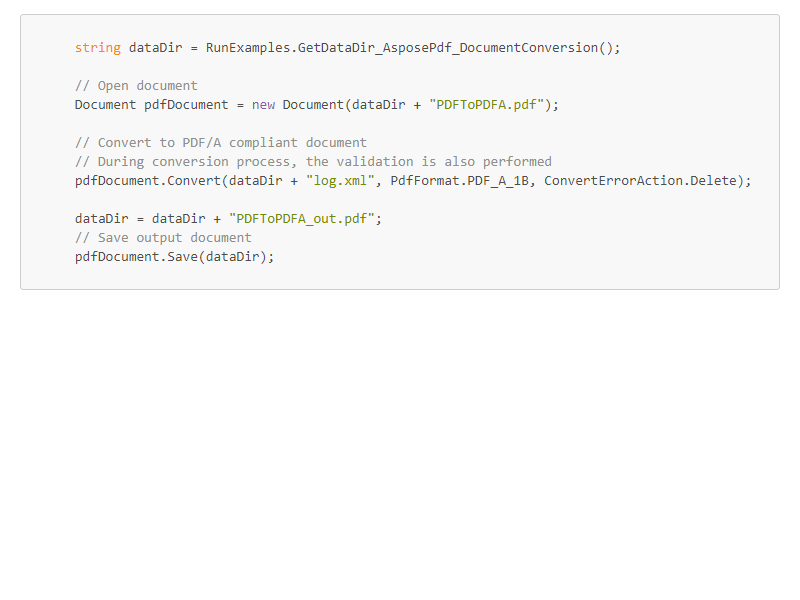 string dataDir = RunExamples.GetDataDir_AsposePdf_DocumentConversion();
// Open document
Document pdfDocument = new Document(dataDir + "PDFToPDFA.pdf");
// Convert to PDF/A compliant document
// During conversion process, the validation is also performed
pdfDocument.Convert(dataDir + "log.xml", PdfFormat.PDF_A_1B, ConvertErrorAction.Delete);
dataDir = dataDir + "PDFToPDFA_out.pdf";
// Save output document
pdfDocument.Save(dataDir);